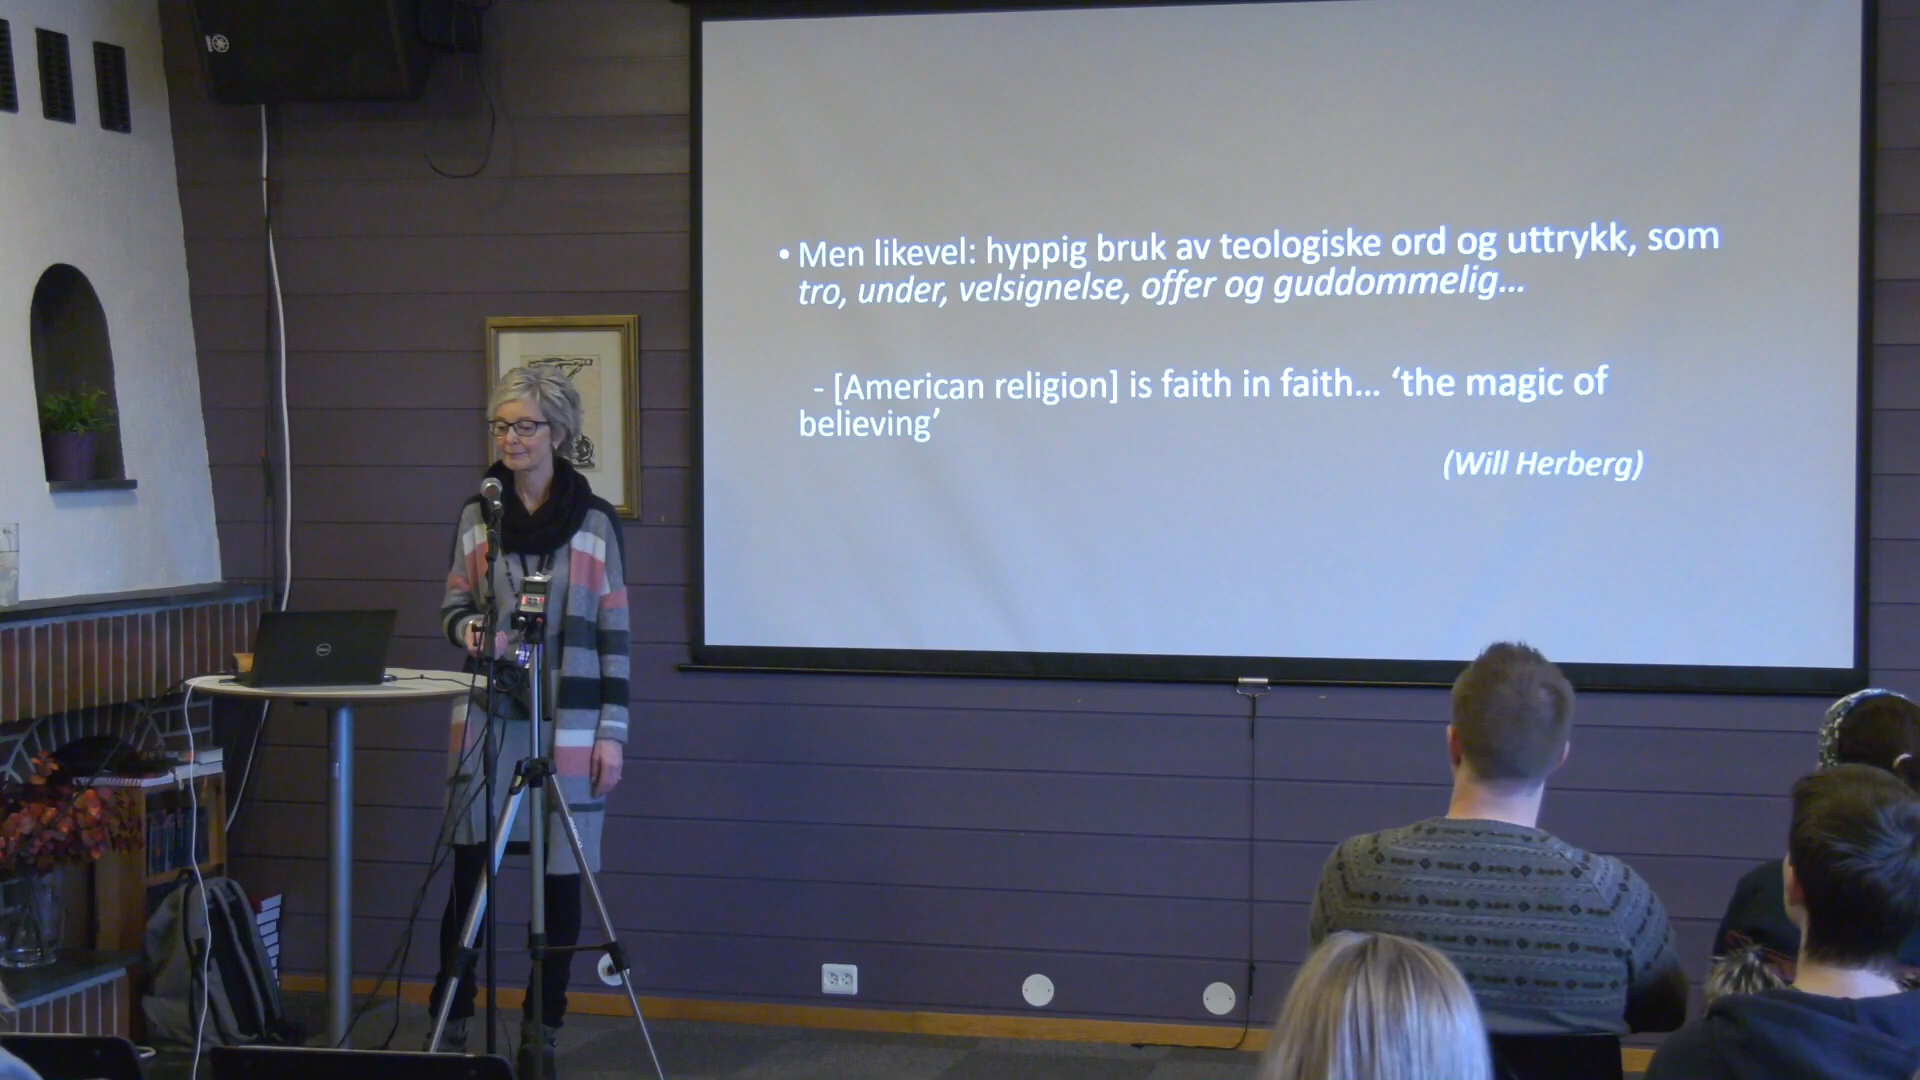 • Men likevel: hyppig bruk av teologiske ord og uttrykk, som
tro, under, velsignelse, offer og guddommelig...
- [American religion] is faith in faith... ‘the magic of
believing’
(Will Herberg)
DELL